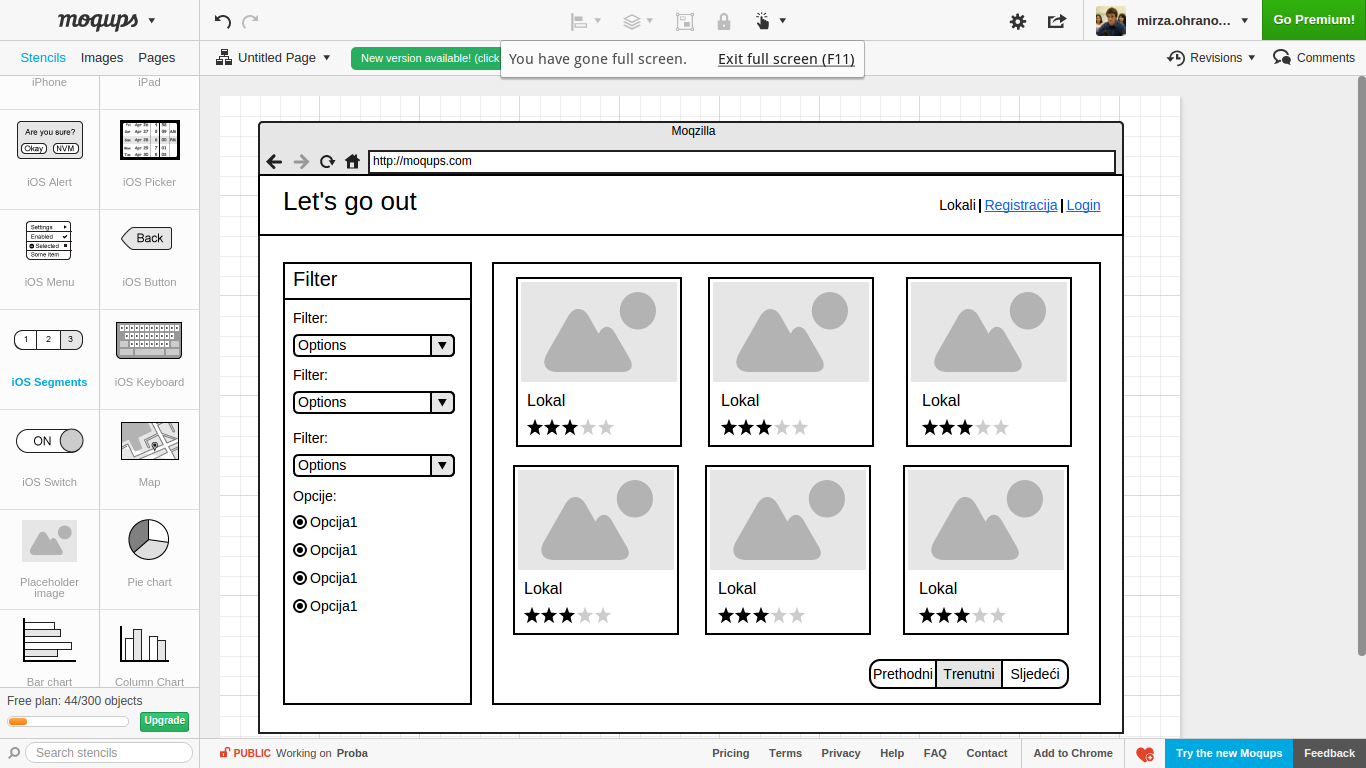 moqups
mirza.ohrano...
Go Premium!
Stencils
Images
Pages
Untitled Page
New version available! (click
You have gone full screen.
Exit full screen (F11)
Revisions
Comments
iPhone
iPad
Are you sure?
Okay
NVM
iOS Alert
iOS Picker
Settings
Enabled
Selected
Some item
iOS Menu
Back
iOS Button
1 2 3
iOS Segments
iOS Keyboard
ON
iOS Switch
Map
Placeholder
image
Pie chart
Bar chart
Column Chart
Free plan: 44/300 objects
Upgrade
Search stencils
Moqzilla
http://moqups.com
Let's go out
Lokali
Registracija
Login
Filter
Filter:
Options
Filter:
Options
Filter:
Options
Opcije:
Opcija1
Opcija1
Opcija1
Opcija1
Lokal
Lokal
Lokal
Lokal
Lokal
Lokal
Prethodni
Trenutni
Sljedeći
PUBLIC
Working on Proba
Pricing
Terms
Privacy
Help
FAQ
Contact
Add to Chrome
Try the new Moqups
Feedback